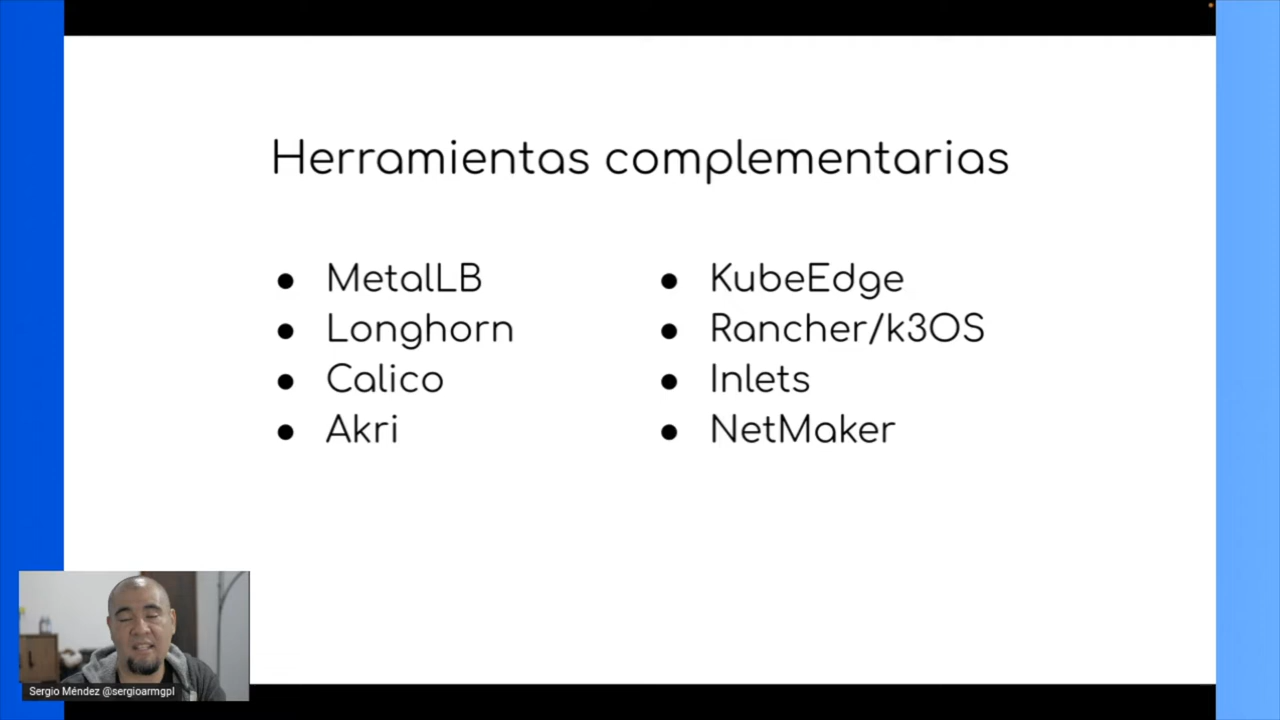 Herramientas complementarias
● MetalLB
● Longhorn
● Calico
● Akri
● KubeEdge
● Rancher/k3OS
● Inlets
● NetMaker
Sergio Méndez @sergioarmgpl